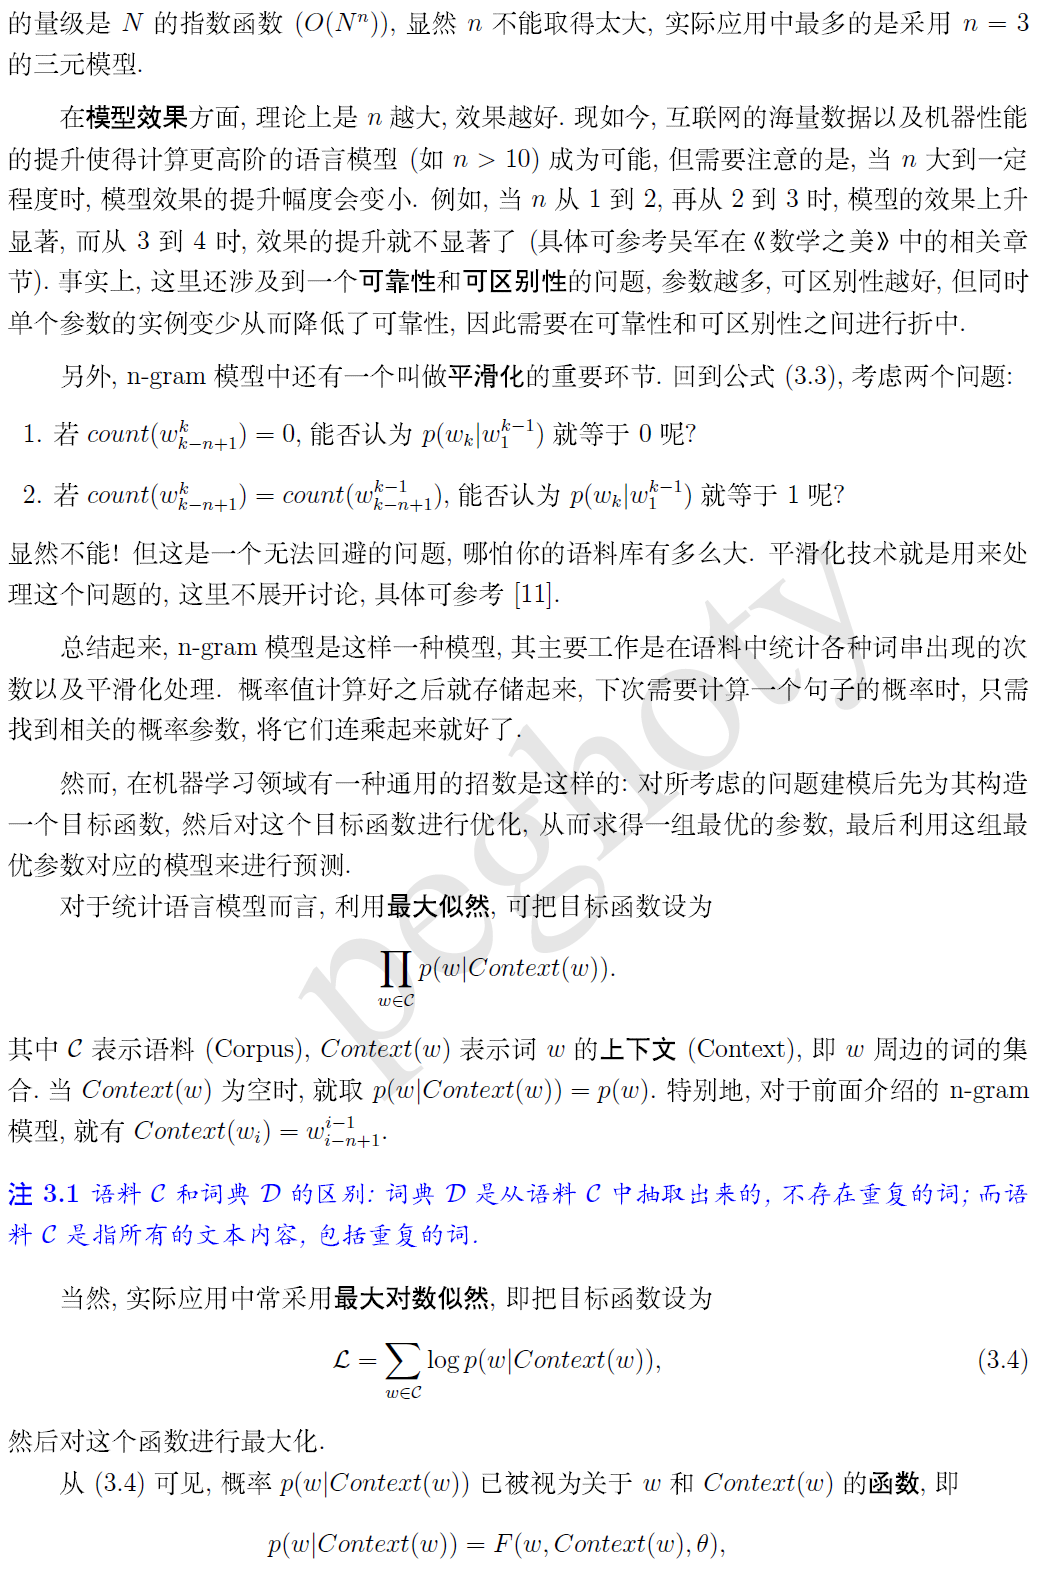 的量级是 N 的指数函数 (O(Nⁿ)), 显然 n 不能取得太大, 实际应用中最多的是采用 n = 3
的三元模型.
在模型效果方面, 理论上是 n 越大, 效果越好. 现如今, 互联网的海量数据以及机器性能
的提升使得计算更高阶的语言模型 (如 n > 10) 成为可能, 但需要注意的是, 当 n 大到一定
程度时, 模型效果的提升幅度会变小. 例如, 当 n 从 1 到 2, 再从 2 到 3 时, 模型的效果上升
显著, 而从 3 到 4 时, 效果的提升就不显著了 (具体可参考吴军在《数学之美》中的相关章
节). 事实上, 这里还涉及到一个可靠性和可区别性的问题, 参数越多, 可区别性越好, 但同时
单个参数的实例变少从而降低了可靠性, 因此需要在可靠性和可区别性之间进行折中.
另外, n-gram 模型中还有一个叫做平滑化的重要环节. 回到公式 (3.3), 考虑两个问题:
1. 若 count(w_{k-n+1}^{k}) = 0, 能否认为 p(w_k|w_1^{k-1}) 就等于 0 呢?
2. 若 count(w_{k-n+1}^{k}) = count(w_{k-n+1}^{k-1}), 能否认为 p(w_k|w_1^{k-1}) 就等于 1 呢?
显然不能! 但这是一个无法回避的问题, 哪怕你的语料库有多么大. 平滑化技术就是用来处
理这个问题的, 这里不展开讨论, 具体可参考 [11].
总结起来, n-gram 模型是这样一种模型, 其主要工作是在语料中统计各种词串出现的次
数以及平滑化处理. 概率值计算好之后就存储起来, 下次需要计算一个句子的概率时, 只需
找到相关的概率参数, 将它们连乘起来就好了.
然而, 在机器学习领域有一种通用的招数是这样的: 对所考虑的问题建模后先为其构造
一个目标函数, 然后对这个目标函数进行优化, 从而求得一组最优的参数, 最后利用这组最
优参数对应的模型来进行预测.
对于统计语言模型而言, 利用最大似然, 可把目标函数设为
∏_{w∈𝒞} p(w|Context(w)).
其中 𝒞 表示语料 (Corpus), Context(w) 表示词 w 的上下文 (Context), 即 w 周边的词的集
合. 当 Context(w) 为空时, 就取 p(w|Context(w)) = p(w). 特别地, 对于前面介绍的 n-gram
模型, 就有 Context(w_i) = w_{i-n+1}^{i-1}.
注 3.1 语料 𝒞 和词典 𝒟 的区别: 词典 𝒟 是从语料 𝒞 中抽取出来的, 不存在重复的词; 而语
料 𝒞 是指所有的文本内容, 包括重复的词.
当然, 实际应用中常采用最大对数似然, 即把目标函数设为
ℒ = ∑_{w∈𝒞} log p(w|Context(w)), (3.4)
然后对这个函数进行最大化.
从 (3.4) 可见, 概率 p(w|Context(w)) 已被视为关于 w 和 Context(w) 的函数, 即
p(w|Context(w)) = F(w, Context(w), θ),
peghoty